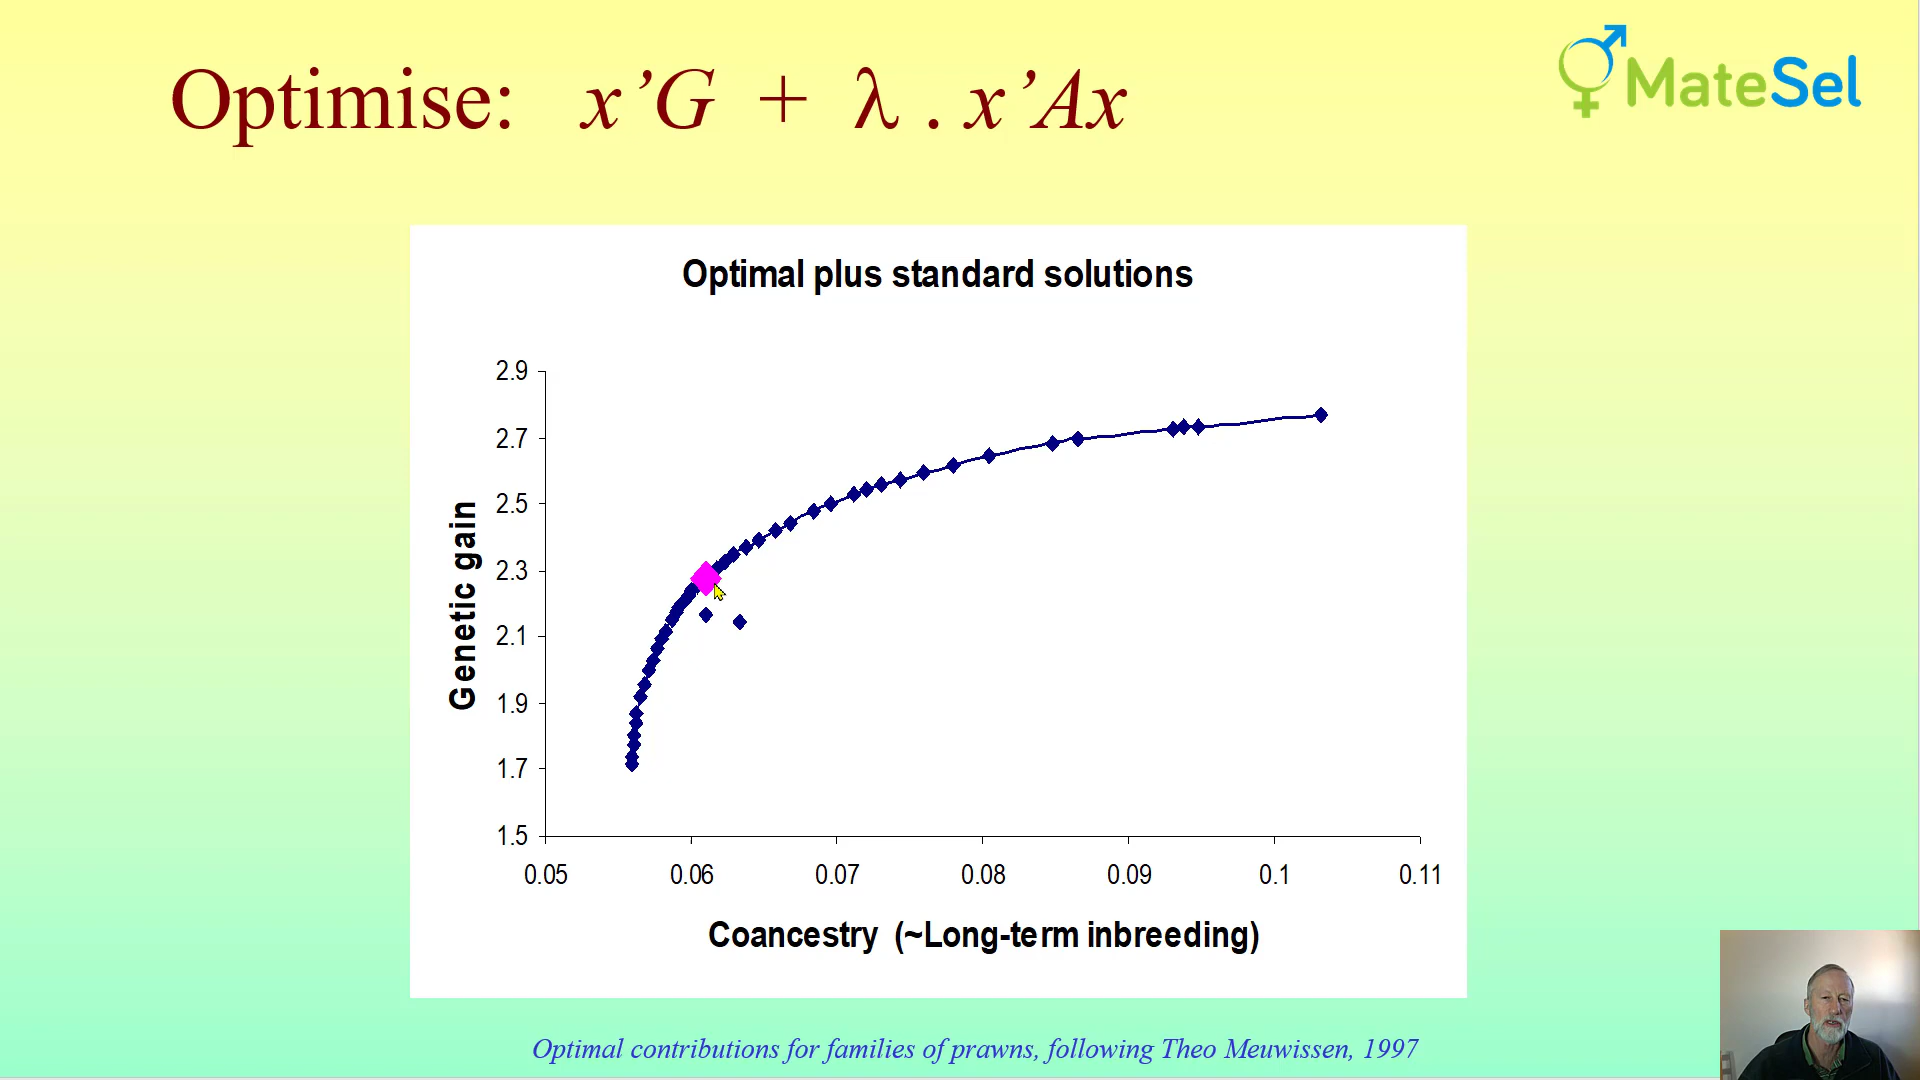 Optimise: x’G + λ . x’Ax
MateSel
Optimal plus standard solutions
2.9
2.7
2.5
2.3
2.1
1.9
1.7
1.5
Genetic gain
0.05 0.06 0.07 0.08 0.09 0.1 0.11
Coancestry (~Long-term inbreeding)
Optimal contributions for families of prawns, following Theo Meuwissen, 1997